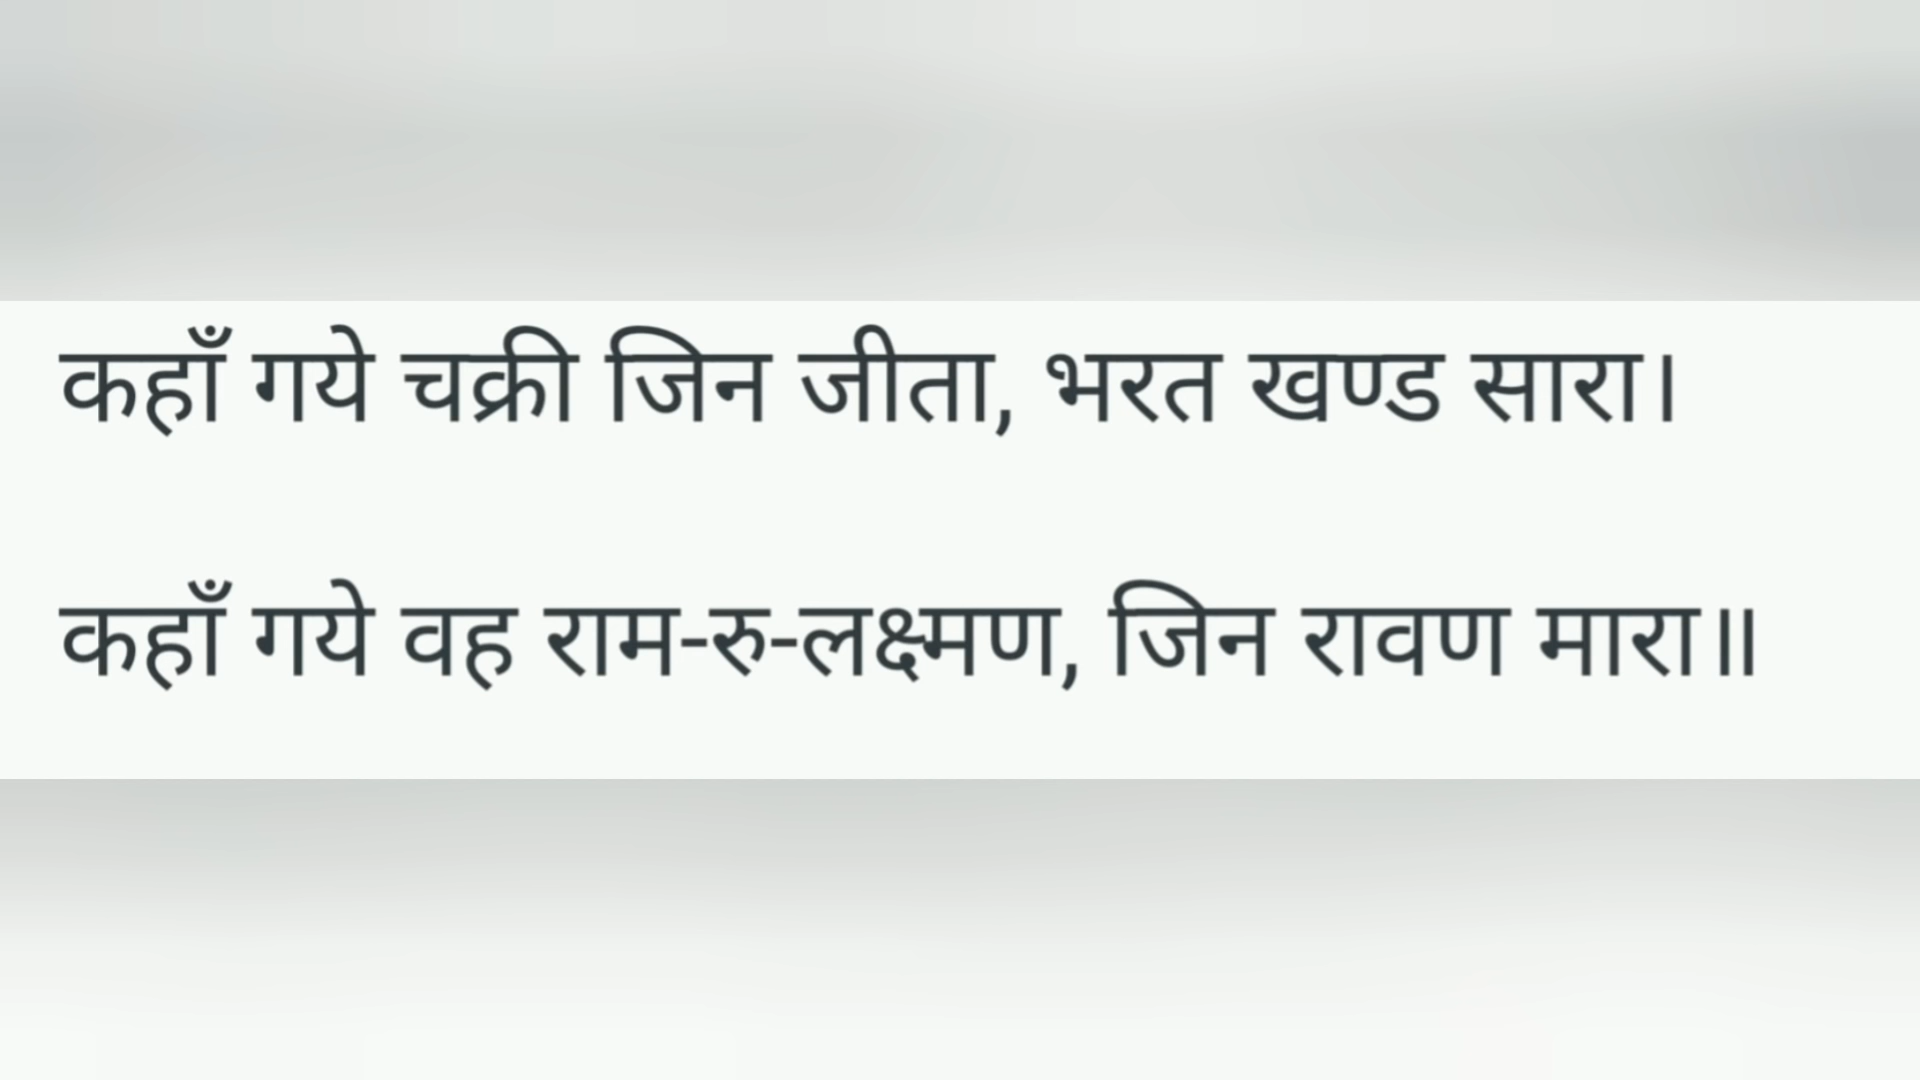 कहाँ गये चक्री जिन जीता, भरत खण्ड सारा।
कहाँ गये वह राम-रु-लक्ष्मण, जिन रावण मारा॥